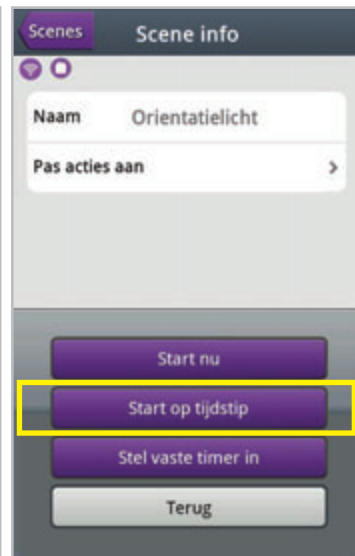 Scenes Scene info
Naam Orientatielicht
Pas acties aan
Start nu
Start op tijdstip
Stel vaste timer in
Terug